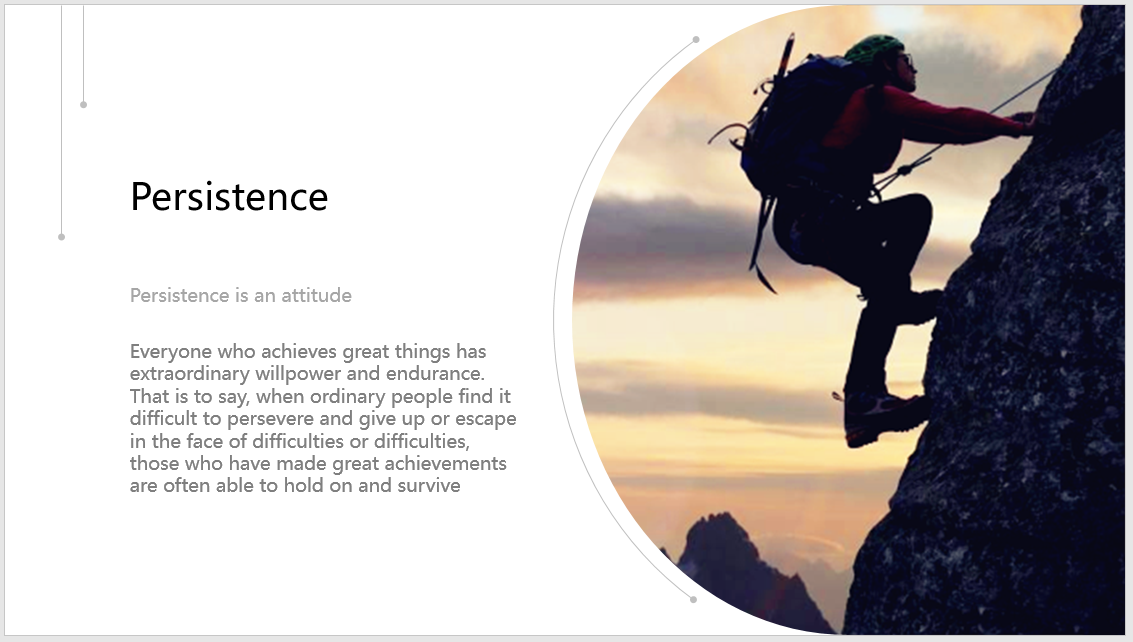 Persistence
Persistence is an attitude
Everyone who achieves great things has
extraordinary willpower and endurance.
That is to say, when ordinary people find it
difficult to persevere and give up or escape
in the face of difficulties or difficulties,
those who have made great achievements
are often able to hold on and survive